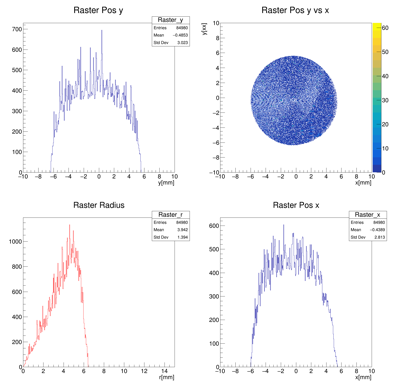 Raster Pos y
Raster_y
Entries 84980
Mean -0.4853
Std Dev 3.023
700
600
500
400
300
200
100
0
−10 −8 −6 −4 −2 0 2 4 6 8 10
y[mm]
Raster Pos y vs x
y[xx]
10
8
6
4
2
0
−2
−4
−6
−8
−10
−10 −8 −6 −4 −2 0 2 4 6 8 10
x[mm]
60
50
40
30
20
10
0
Raster Radius
Raster_r
Entries 84980
Mean 3.942
Std Dev 1.394
1000
800
600
400
200
0
0 2 4 6 8 10 12 14
r[mm]
Raster Pos x
Raster_x
Entries 84980
Mean -0.4389
Std Dev 2.913
600
500
400
300
200
100
0
−10 −8 −6 −4 −2 0 2 4 6 8 10
x[mm]